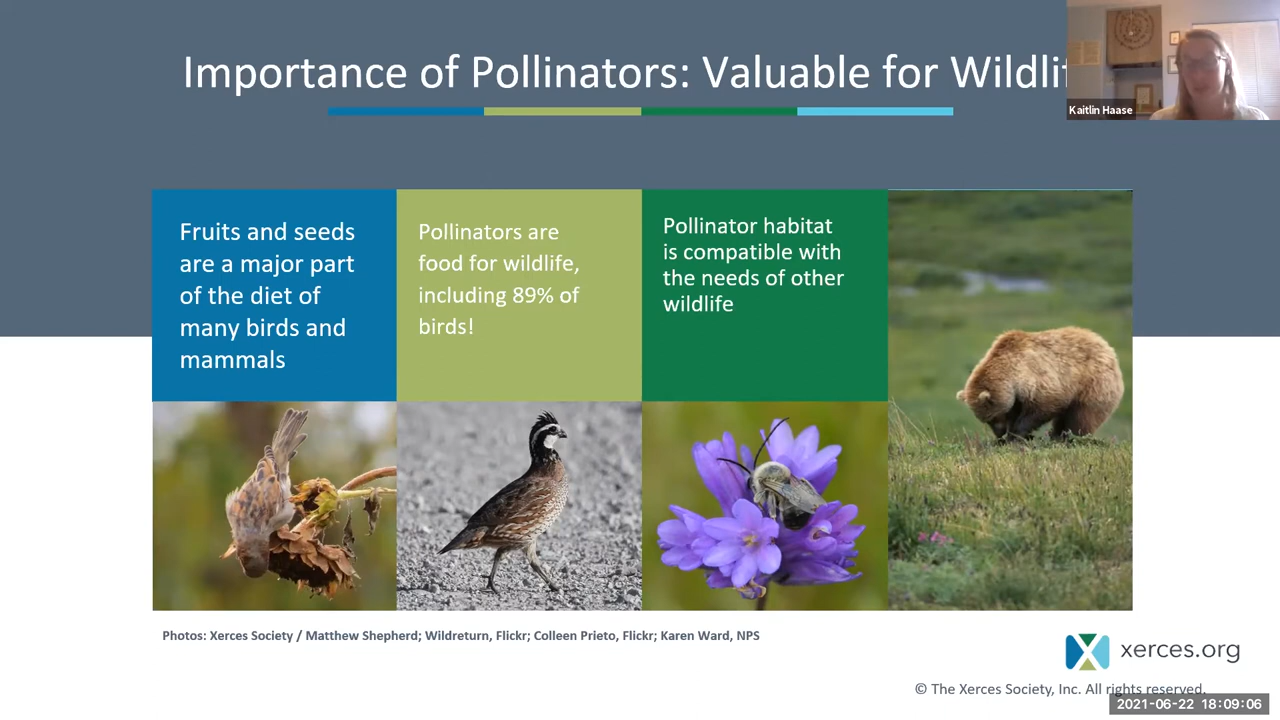 Importance of Pollinators: Valuable for Wildli
Kaitlin Haase
Fruits and seeds
are a major part
of the diet of
many birds and
mammals
Pollinators are
food for wildlife,
including 89% of
birds!
Pollinator habitat
is compatible with
the needs of other
wildlife
Photos: Xerces Society / Matthew Shepherd; Wildreturn, Flickr; Colleen Prieto, Flickr; Karen Ward, NPS
xerces.org
© The Xerces Society, Inc. All rights reserved.
2021-06-22 18:09:06